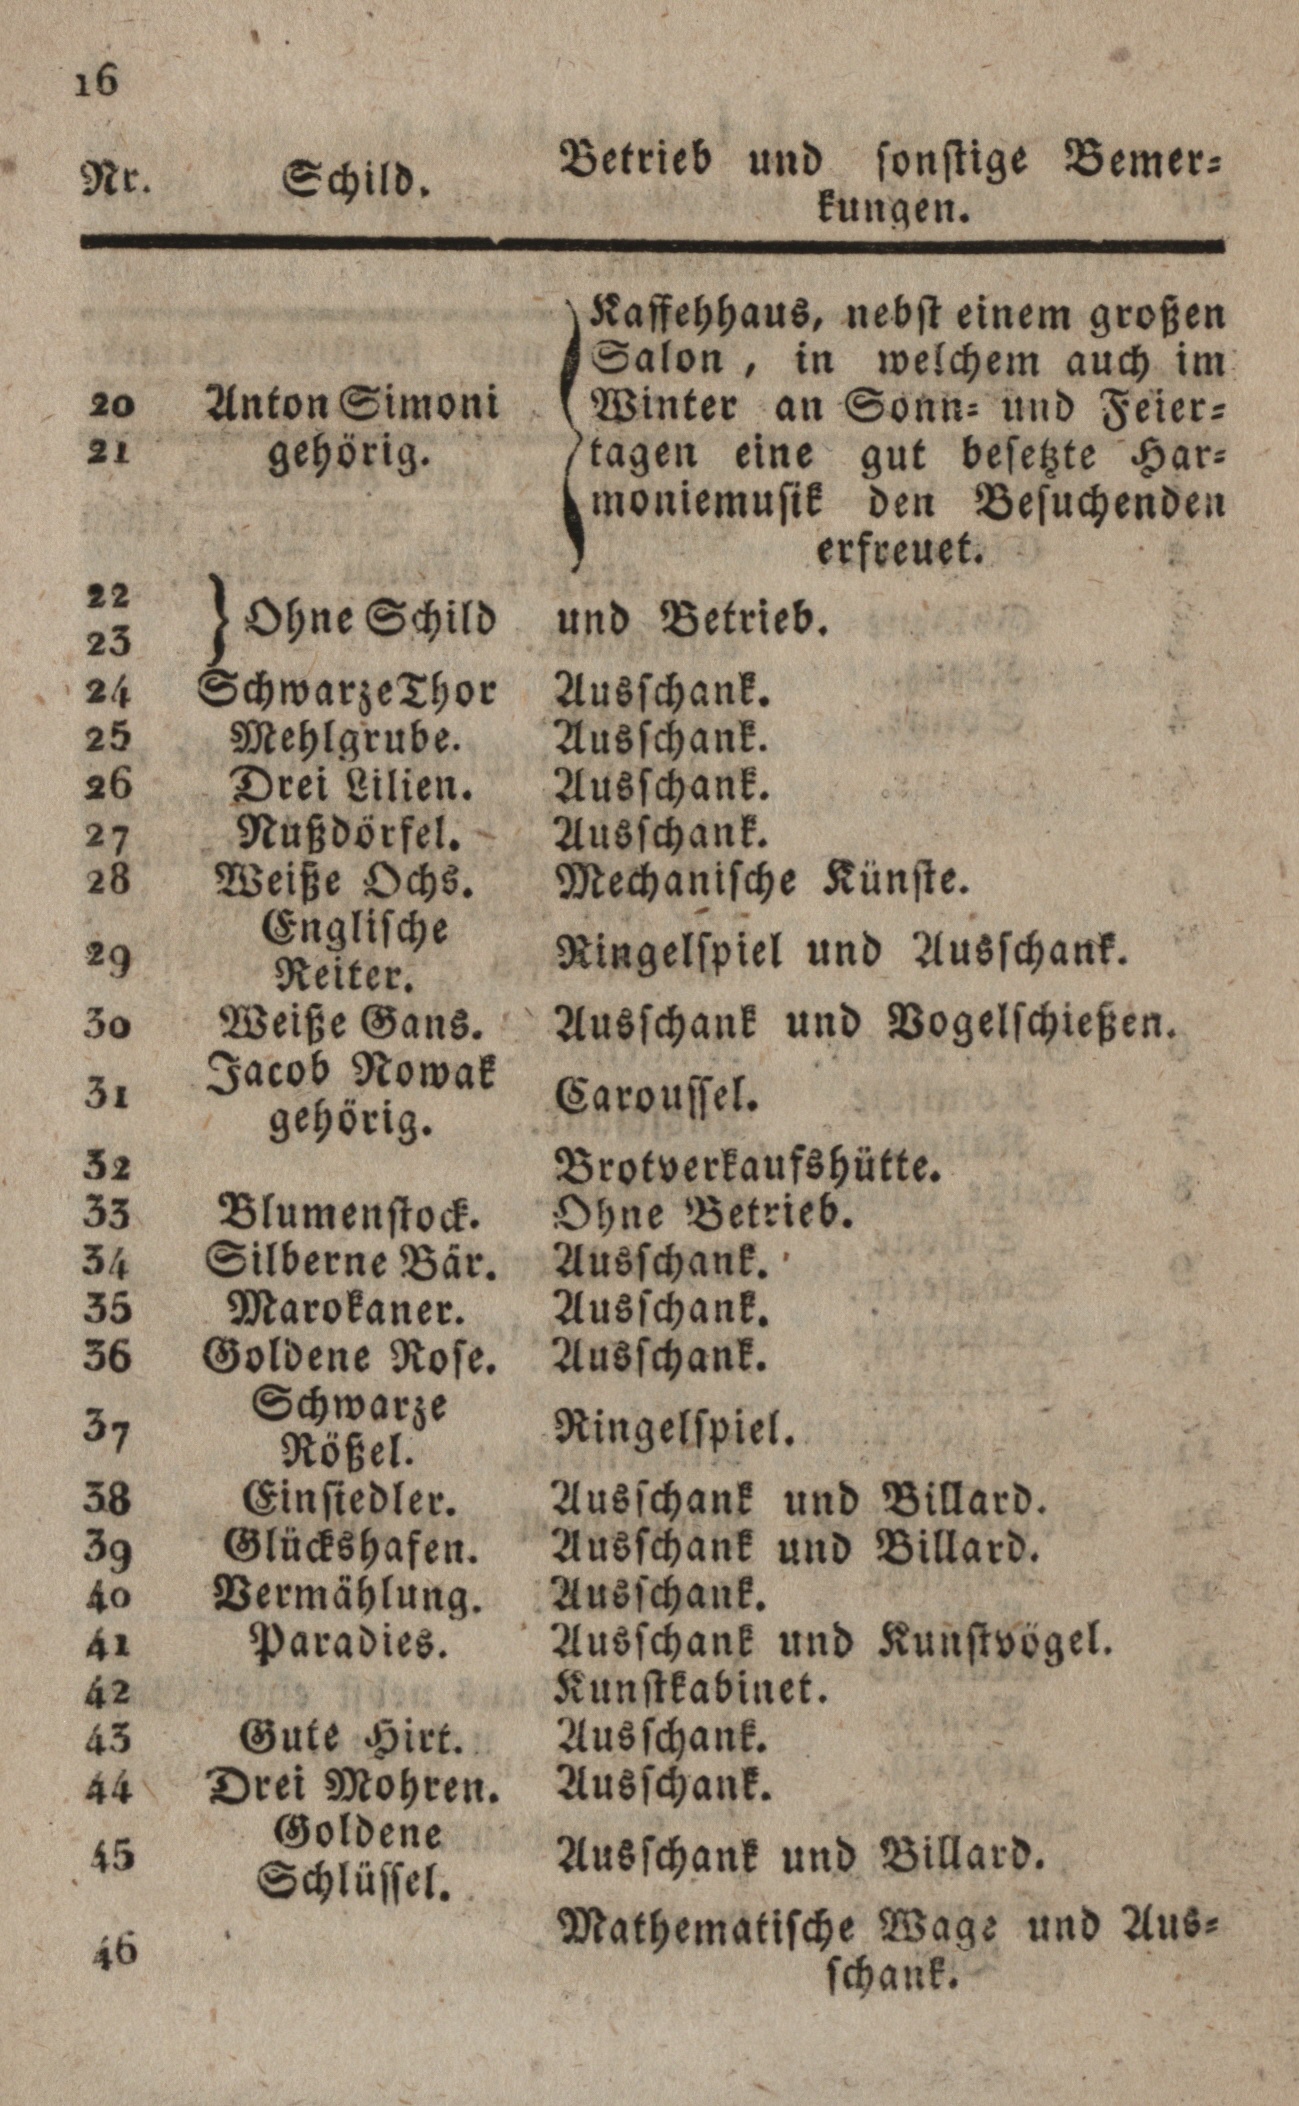 16
Nr. Schild. Betrieb und sonstige Bemer-
kungen.
Kaffehhaus, nebst einem großen
Salon, in welchem auch im
20 Anton Simoni Winter an Sonn- und Feier-
21 gehörig. tagen eine gut besetzte Har-
moniemusik den Besuchenden
erfreuet.
22
23 } Ohne Schild und Betrieb.
24 Schwarze Thor Ausschank.
25 Mehlgrube. Ausschank.
26 Drei Lilien. Ausschank.
27 Nußdörfel. Ausschank.
28 Weiße Ochs. Mechanische Künste.
29 Englische
Reiter. Ringelspiel und Ausschank.
30 Weiße Gans. Ausschank und Vogelschießen.
31 Jacob Nowak
gehörig. Caroussel.
32 Brotverkaufshütte.
33 Blumenstock. Ohne Betrieb.
34 Silberne Bär. Ausschank.
35 Marokaner. Ausschank.
36 Goldene Rose. Ausschank.
37 Schwarze
Rößel. Ringelspiel.
38 Einsiedler. Ausschank und Billard.
39 Glückshafen. Ausschank und Billard.
40 Vermählung. Ausschank.
41 Paradies. Ausschank und Kunstvögel.
42 Kunstkabinet.
43 Gute Hirt. Ausschank.
44 Drei Mohren. Ausschank.
45 Goldene
Schlüssel. Ausschank und Billard.
46 Mathematische Wage und Aus-
schank.